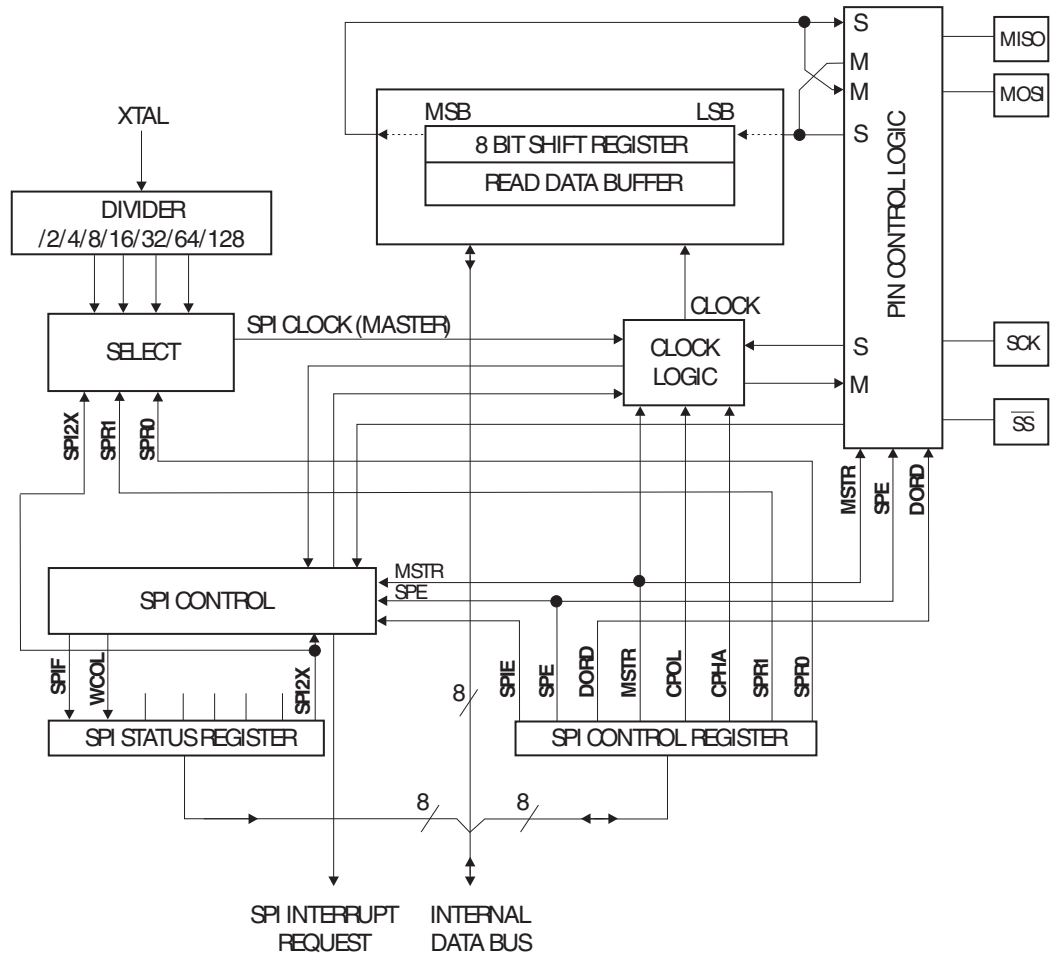 S
MISO
M
M
MOSI
MSB
LSB
XTAL
8 BIT SHIFT REGISTER
S
READ DATA BUFFER
DIVIDER
/2/4/8/16/32/64/128
PIN CONTROL LOGIC
SPI CLOCK (MASTER)
CLOCK
SELECT
CLOCK
LOGIC
S
SCK
M
SPI2X
SPR1
SPR0
SS
MSTR
SPE
DORD
MSTR
SPE
SPI CONTROL
SPIF
WCOL
SPI2X
SPIE
SPE
DORD
MSTR
CPOL
CPHA
SPR1
SPR0
8
SPI STATUS REGISTER
SPI CONTROL REGISTER
8
8
SPI INTERRUPT
REQUEST
INTERNAL
DATA BUS